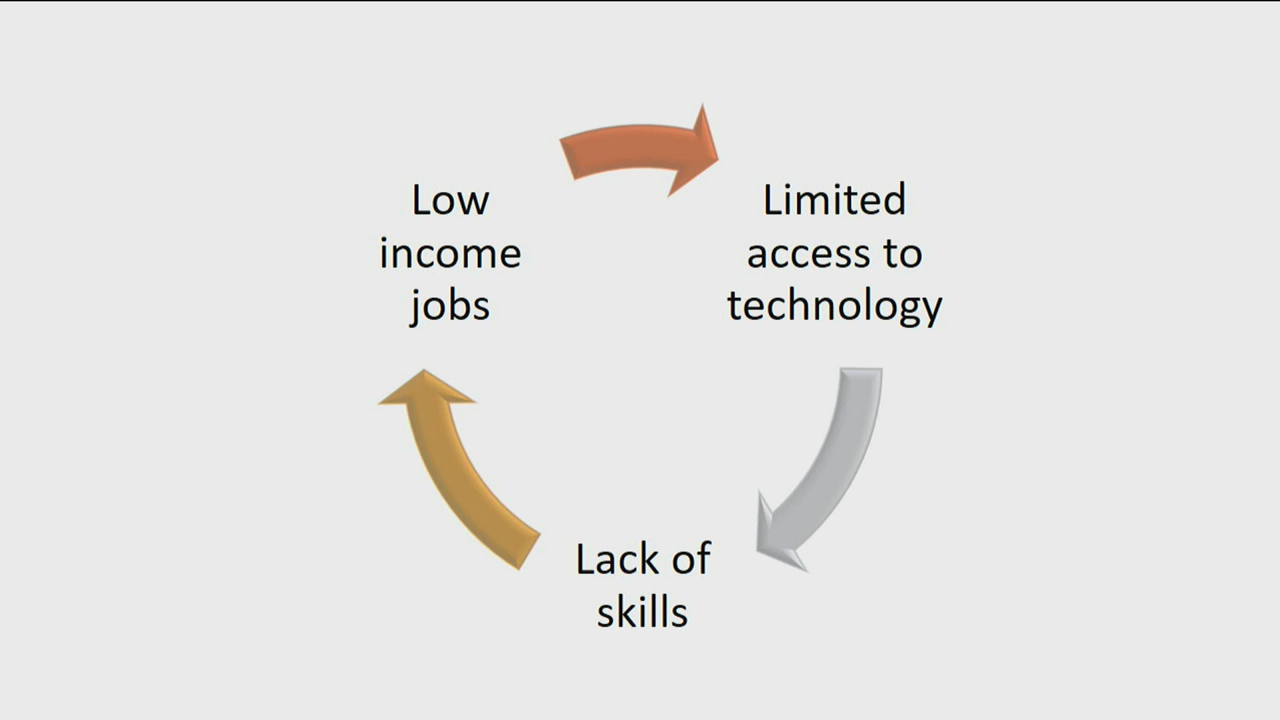 Low
income
jobs
Limited
access to
technology
Lack of
skills